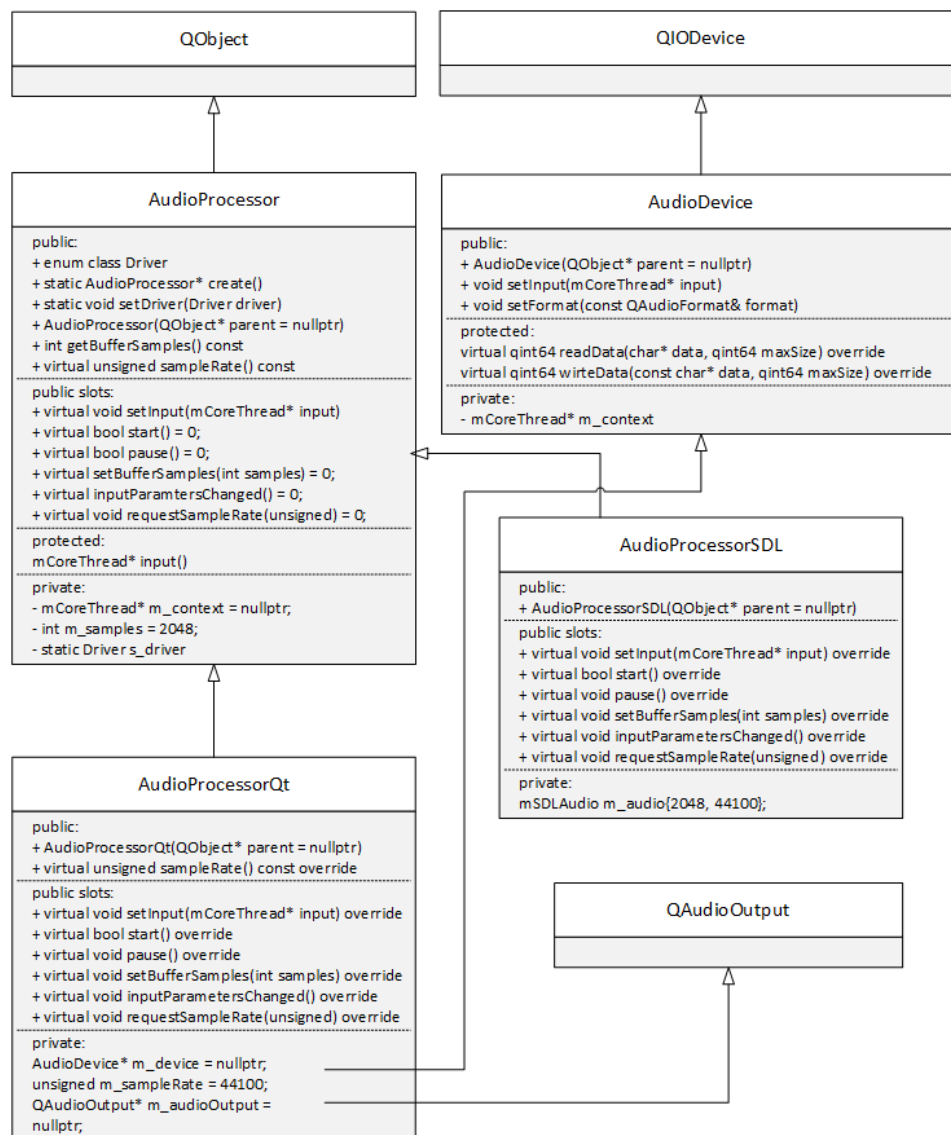 QObject
QIODevice
AudioProcessor
public:
+ enum class Driver
+ static AudioProcessor* create()
+ static void setDriver(Driver driver)
+ AudioProcessor(QObject* parent = nullptr)
+ int getBufferSamples() const
+ virtual unsigned sampleRate() const
public slots:
+ virtual void setInput(mCoreThread* input)
+ virtual bool start() = 0;
+ virtual bool pause() = 0;
+ virtual setBufferSamples(int samples) = 0;
+ virtual inputParamtersChanged() = 0;
+ virtual void requestSampleRate(unsigned) = 0;
protected:
mCoreThread* input()
private:
- mCoreThread* m_context = nullptr;
- int m_samples = 2048;
- static Driver s_driver
AudioDevice
public:
+ AudioDevice(QObject* parent = nullptr)
+ void setInput(mCoreThread* input)
+ void setFormat(const QAudioFormat& format)
protected:
virtual qint64 readData(char* data, qint64 maxSize) override
virtual qint64 wirteData(const char* data, qint64 maxSize) override
private:
- mCoreThread* m_context
AudioProcessorSDL
public:
+ AudioProcessorSDL(QObject* parent = nullptr)
public slots:
+ virtual void setInput(mCoreThread* input) override
+ virtual bool start() override
+ virtual void pause() override
+ virtual void setBufferSamples(int samples) override
+ virtual void inputParametersChanged() override
+ virtual void requestSampleRate(unsigned) override
private:
mSDLAudio m_audio{2048, 44100};
AudioProcessorQt
public:
+ AudioProcessorQt(QObject* parent = nullptr)
+ virtual unsigned sampleRate() const override
public slots:
+ virtual void setInput(mCoreThread* input) override
+ virtual bool start() override
+ virtual void pause() override
+ virtual void setBufferSamples(int samples) override
+ virtual void inputParametersChanged() override
+ virtual void requestSampleRate(unsigned) override
private:
AudioDevice* m_device = nullptr;
unsigned m_sampleRate = 44100;
QAudioOutput* m_audioOutput =
nullptr;
QAudioOutput